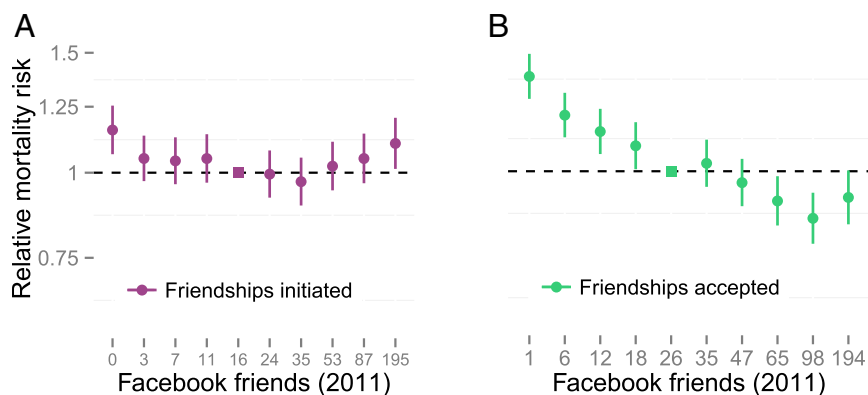 A
B
Relative mortality risk
1.5
1.25
1
0.75
Friendships initiated
Friendships accepted
0 3 7 11 16 24 35 53 87 195
1 6 12 18 26 35 47 65 98 194
Facebook friends (2011)
Facebook friends (2011)